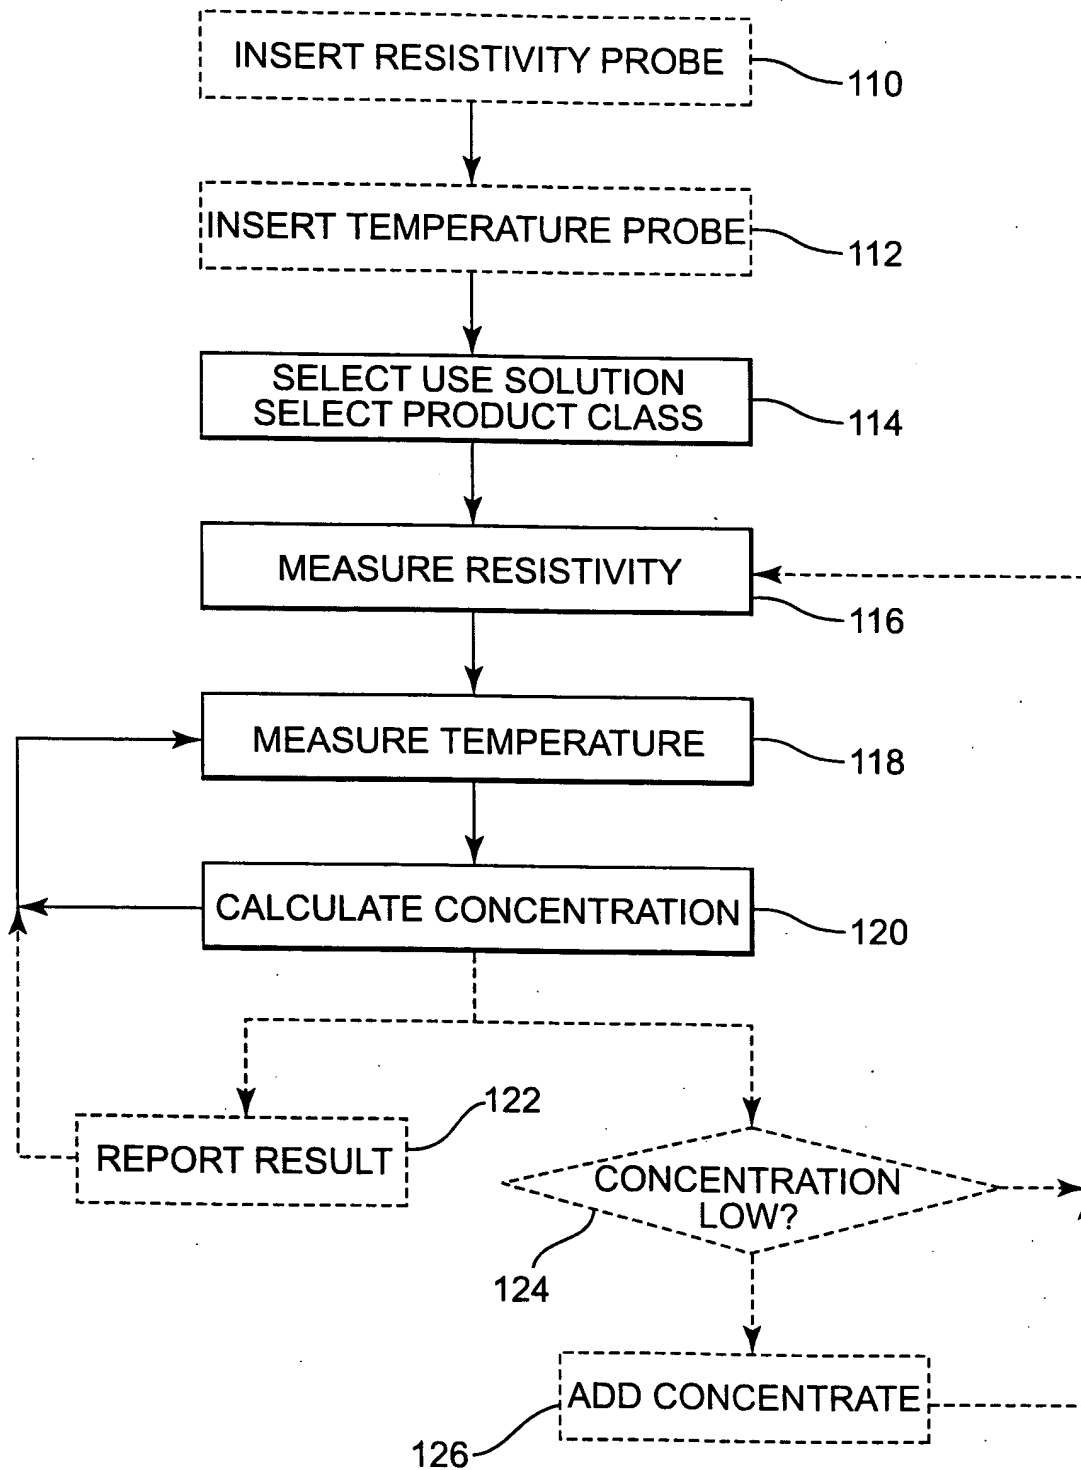 INSERT RESISTIVITY PROBE
110
INSERT TEMPERATURE PROBE
112
SELECT USE SOLUTION
SELECT PRODUCT CLASS
114
MEASURE RESISTIVITY
116
MEASURE TEMPERATURE
118
CALCULATE CONCENTRATION
120
122
REPORT RESULT
CONCENTRATION
LOW?
124
ADD CONCENTRATE
126